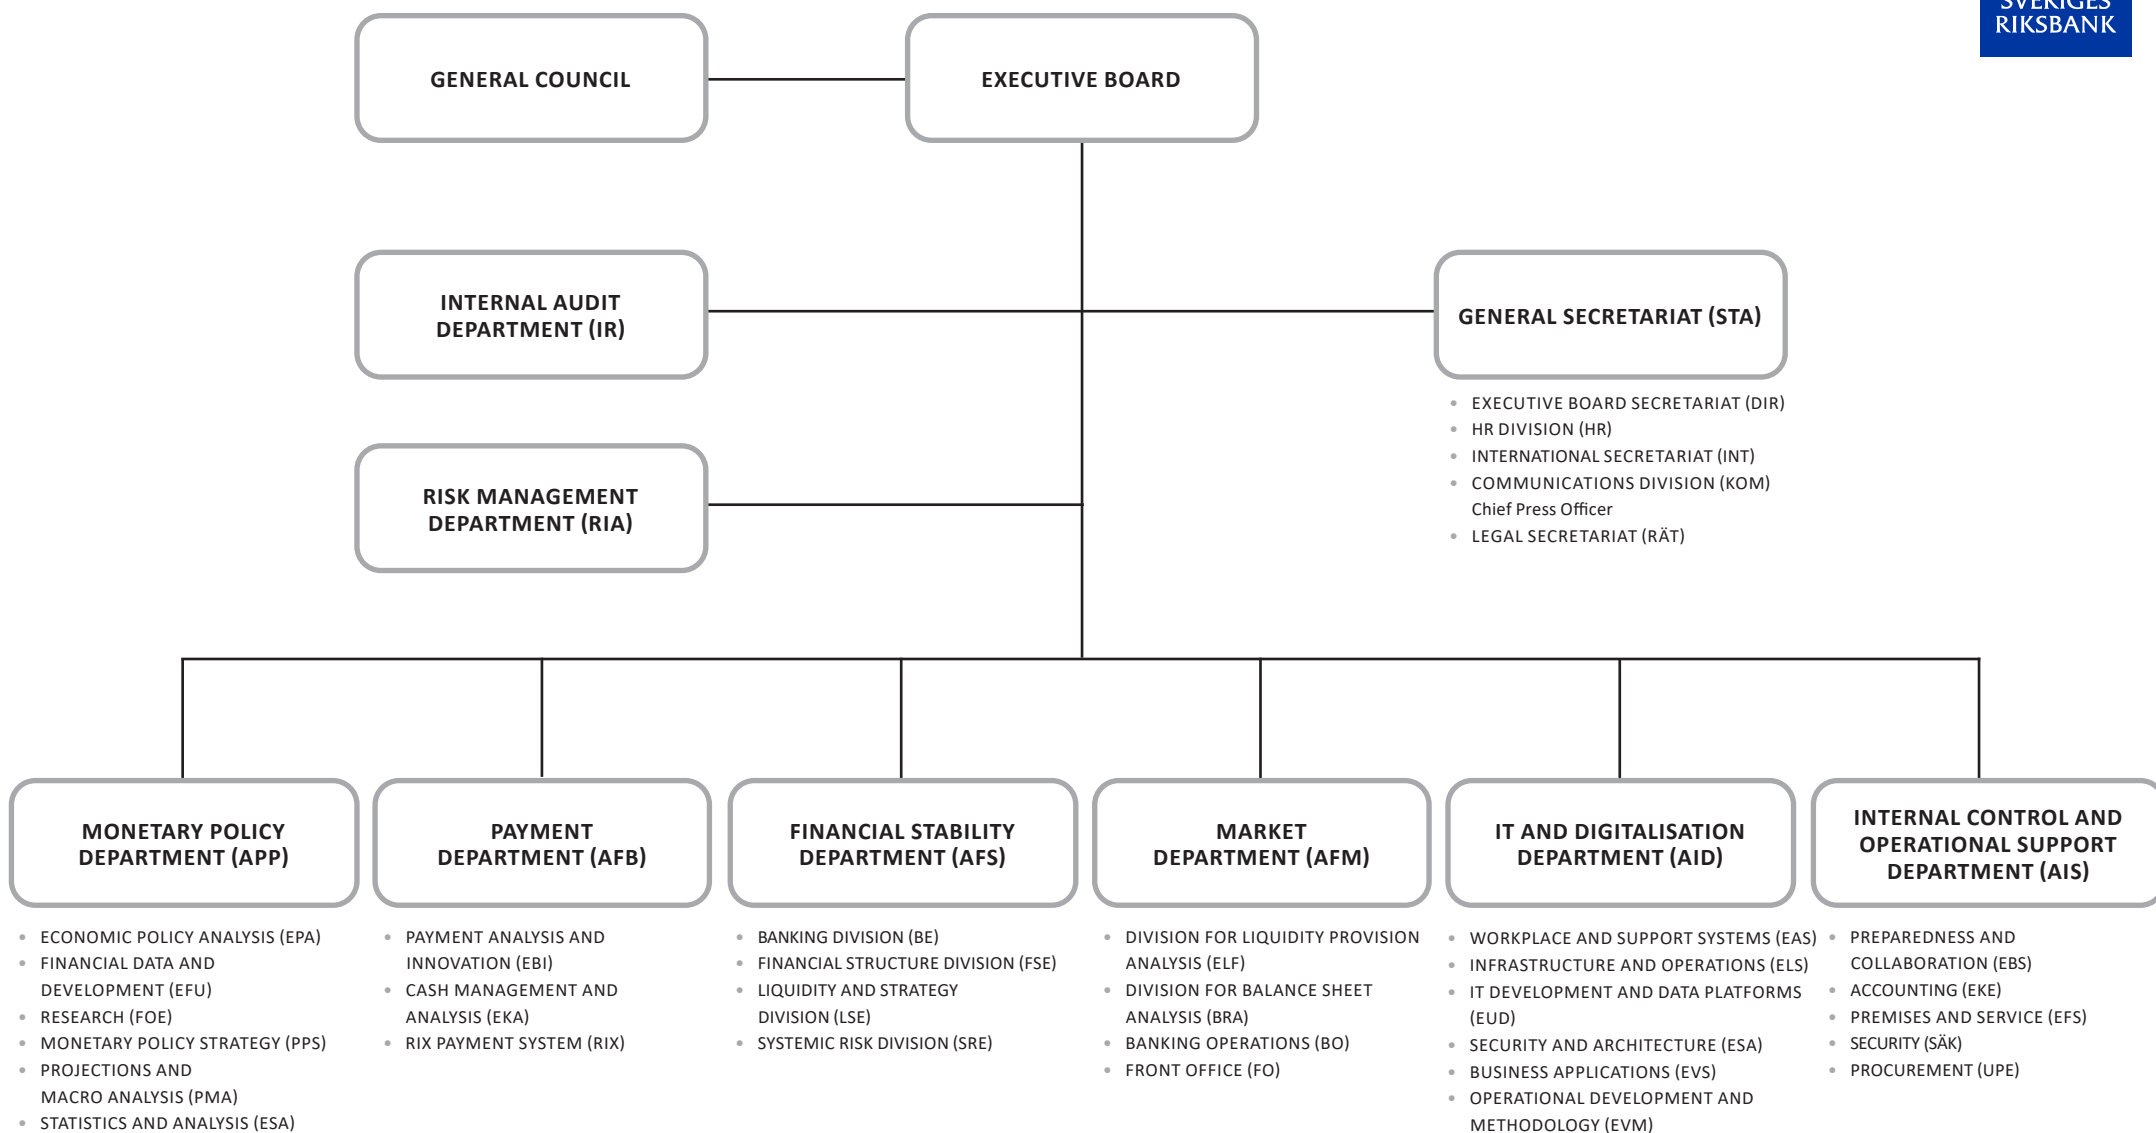 SVERIGES
RIKSBANK
GENERAL COUNCIL
EXECUTIVE BOARD
INTERNAL AUDIT
DEPARTMENT (IR)
GENERAL SECRETARIAT (STA)
• EXECUTIVE BOARD SECRETARIAT (DIR)
• HR DIVISION (HR)
• INTERNATIONAL SECRETARIAT (INT)
• COMMUNICATIONS DIVISION (KOM)
Chief Press Officer
• LEGAL SECRETARIAT (RÄT)
RISK MANAGEMENT
DEPARTMENT (RIA)
MONETARY POLICY
DEPARTMENT (APP)
• ECONOMIC POLICY ANALYSIS (EPA)
• FINANCIAL DATA AND
DEVELOPMENT (EFU)
• RESEARCH (FOE)
• MONETARY POLICY STRATEGY (PPS)
• PROJECTIONS AND
MACRO ANALYSIS (PMA)
• STATISTICS AND ANALYSIS (ESA)
PAYMENT
DEPARTMENT (AFB)
• PAYMENT ANALYSIS AND
INNOVATION (EBI)
• CASH MANAGEMENT AND
ANALYSIS (EKA)
• RIX PAYMENT SYSTEM (RIX)
FINANCIAL STABILITY
DEPARTMENT (AFS)
• BANKING DIVISION (BE)
• FINANCIAL STRUCTURE DIVISION (FSE)
• LIQUIDITY AND STRATEGY
DIVISION (LSE)
• SYSTEMIC RISK DIVISION (SRE)
MARKET
DEPARTMENT (AFM)
• DIVISION FOR LIQUIDITY PROVISION
ANALYSIS (ELF)
• DIVISION FOR BALANCE SHEET
ANALYSIS (BRA)
• BANKING OPERATIONS (BO)
• FRONT OFFICE (FO)
IT AND DIGITALISATION
DEPARTMENT (AID)
• WORKPLACE AND SUPPORT SYSTEMS (EAS)
• INFRASTRUCTURE AND OPERATIONS (ELS)
• IT DEVELOPMENT AND DATA PLATFORMS
(EUD)
• SECURITY AND ARCHITECTURE (ESA)
• BUSINESS APPLICATIONS (EVS)
• OPERATIONAL DEVELOPMENT AND
METHODOLOGY (EVM)
INTERNAL CONTROL AND
OPERATIONAL SUPPORT
DEPARTMENT (AIS)
• PREPAREDNESS AND
COLLABORATION (EBS)
• ACCOUNTING (EKE)
• PREMISES AND SERVICE (EFS)
• SECURITY (SÄK)
• PROCUREMENT (UPE)